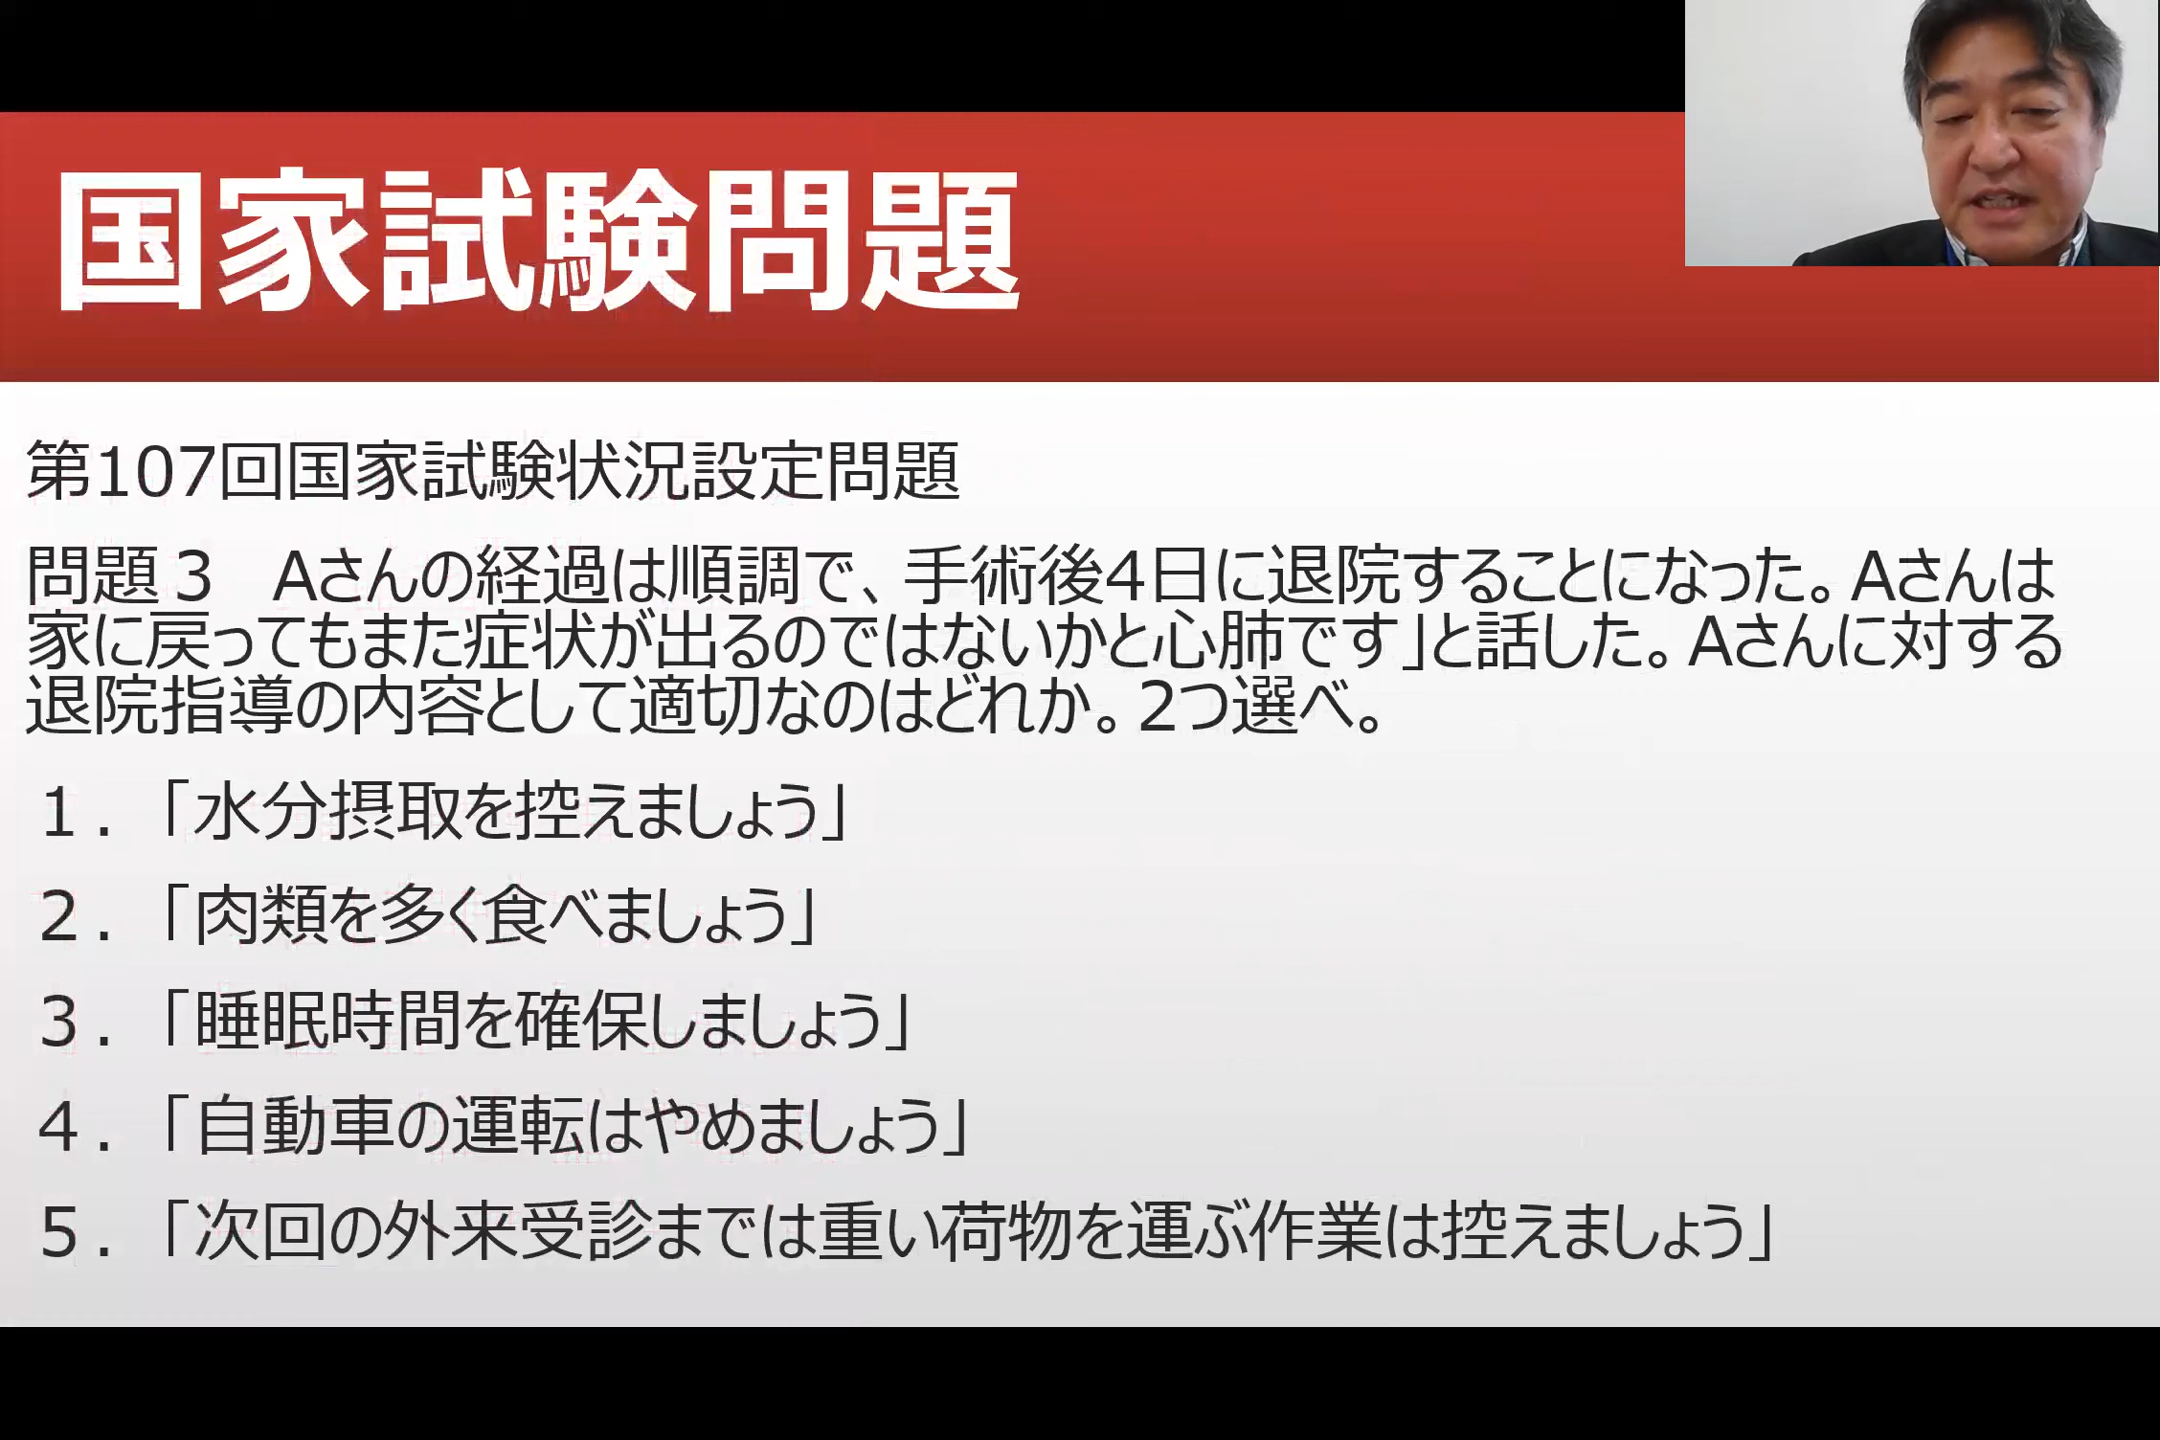 国家試験問題
第107回国家試験状況設定問題
問題３　Aさんの経過は順調で、手術後4日に退院することになった。Aさんは
家に戻ってもまた症状が出るのではないかと心肺です」と話した。Aさんに対する
退院指導の内容として適切なのはどれか。2つ選べ。
１．「水分摂取を控えましょう」
２．「肉類を多く食べましょう」
３．「睡眠時間を確保しましょう」
４．「自動車の運転はやめましょう」
５．「次回の外来受診までは重い荷物を運ぶ作業は控えましょう」